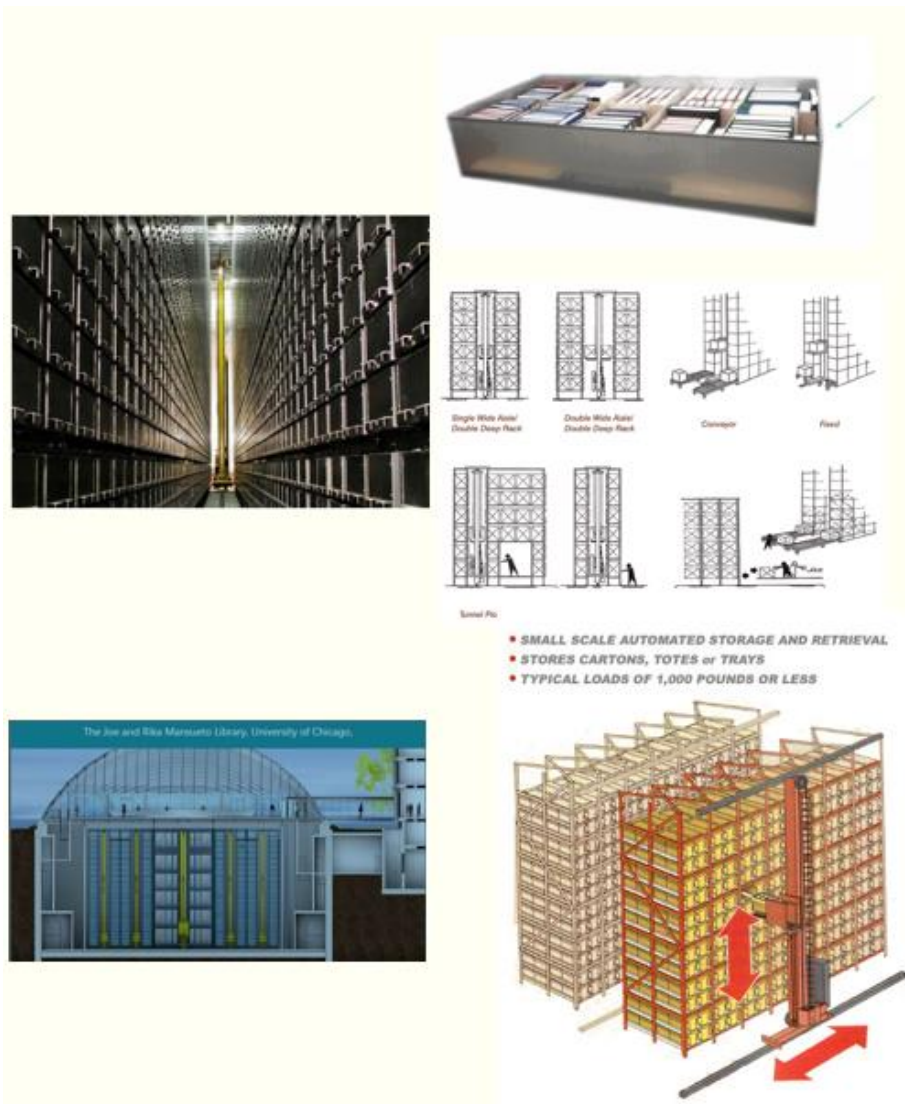 Single Wide Aisle/
Double Deep Rack
Double Wide Aisle/
Double Deep Rack
Conveyor
Fixed
Tunnel Pio
• SMALL SCALE AUTOMATED STORAGE AND RETRIEVAL
• STORES CARTONS, TOTES or TRAYS
• TYPICAL LOADS OF 1,000 POUNDS OR LESS
The Joe and Rika Mansueto Library, University of Chicago,